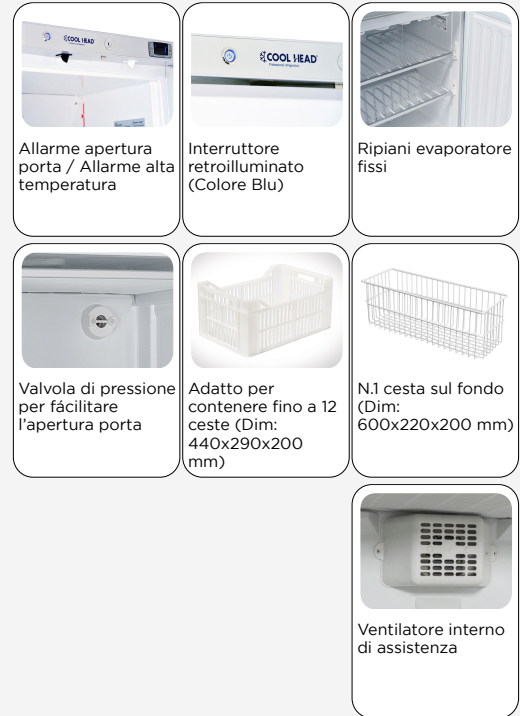 COOL HEAD
COOL HEAD
Professional Refrigeration
Allarme apertura
porta / Allarme alta
temperatura
Interruttore
retroilluminato
(Colore Blu)
Ripiani evaporatore
fissi
Valvola di pressione
per fácilitare
l'apertura porta
Adatto per
contenere fino a 12
ceste (Dim:
440x290x200
mm)
N.1 cesta sul fondo
(Dim:
600x220x200 mm)
Ventilatore interno
di assistenza